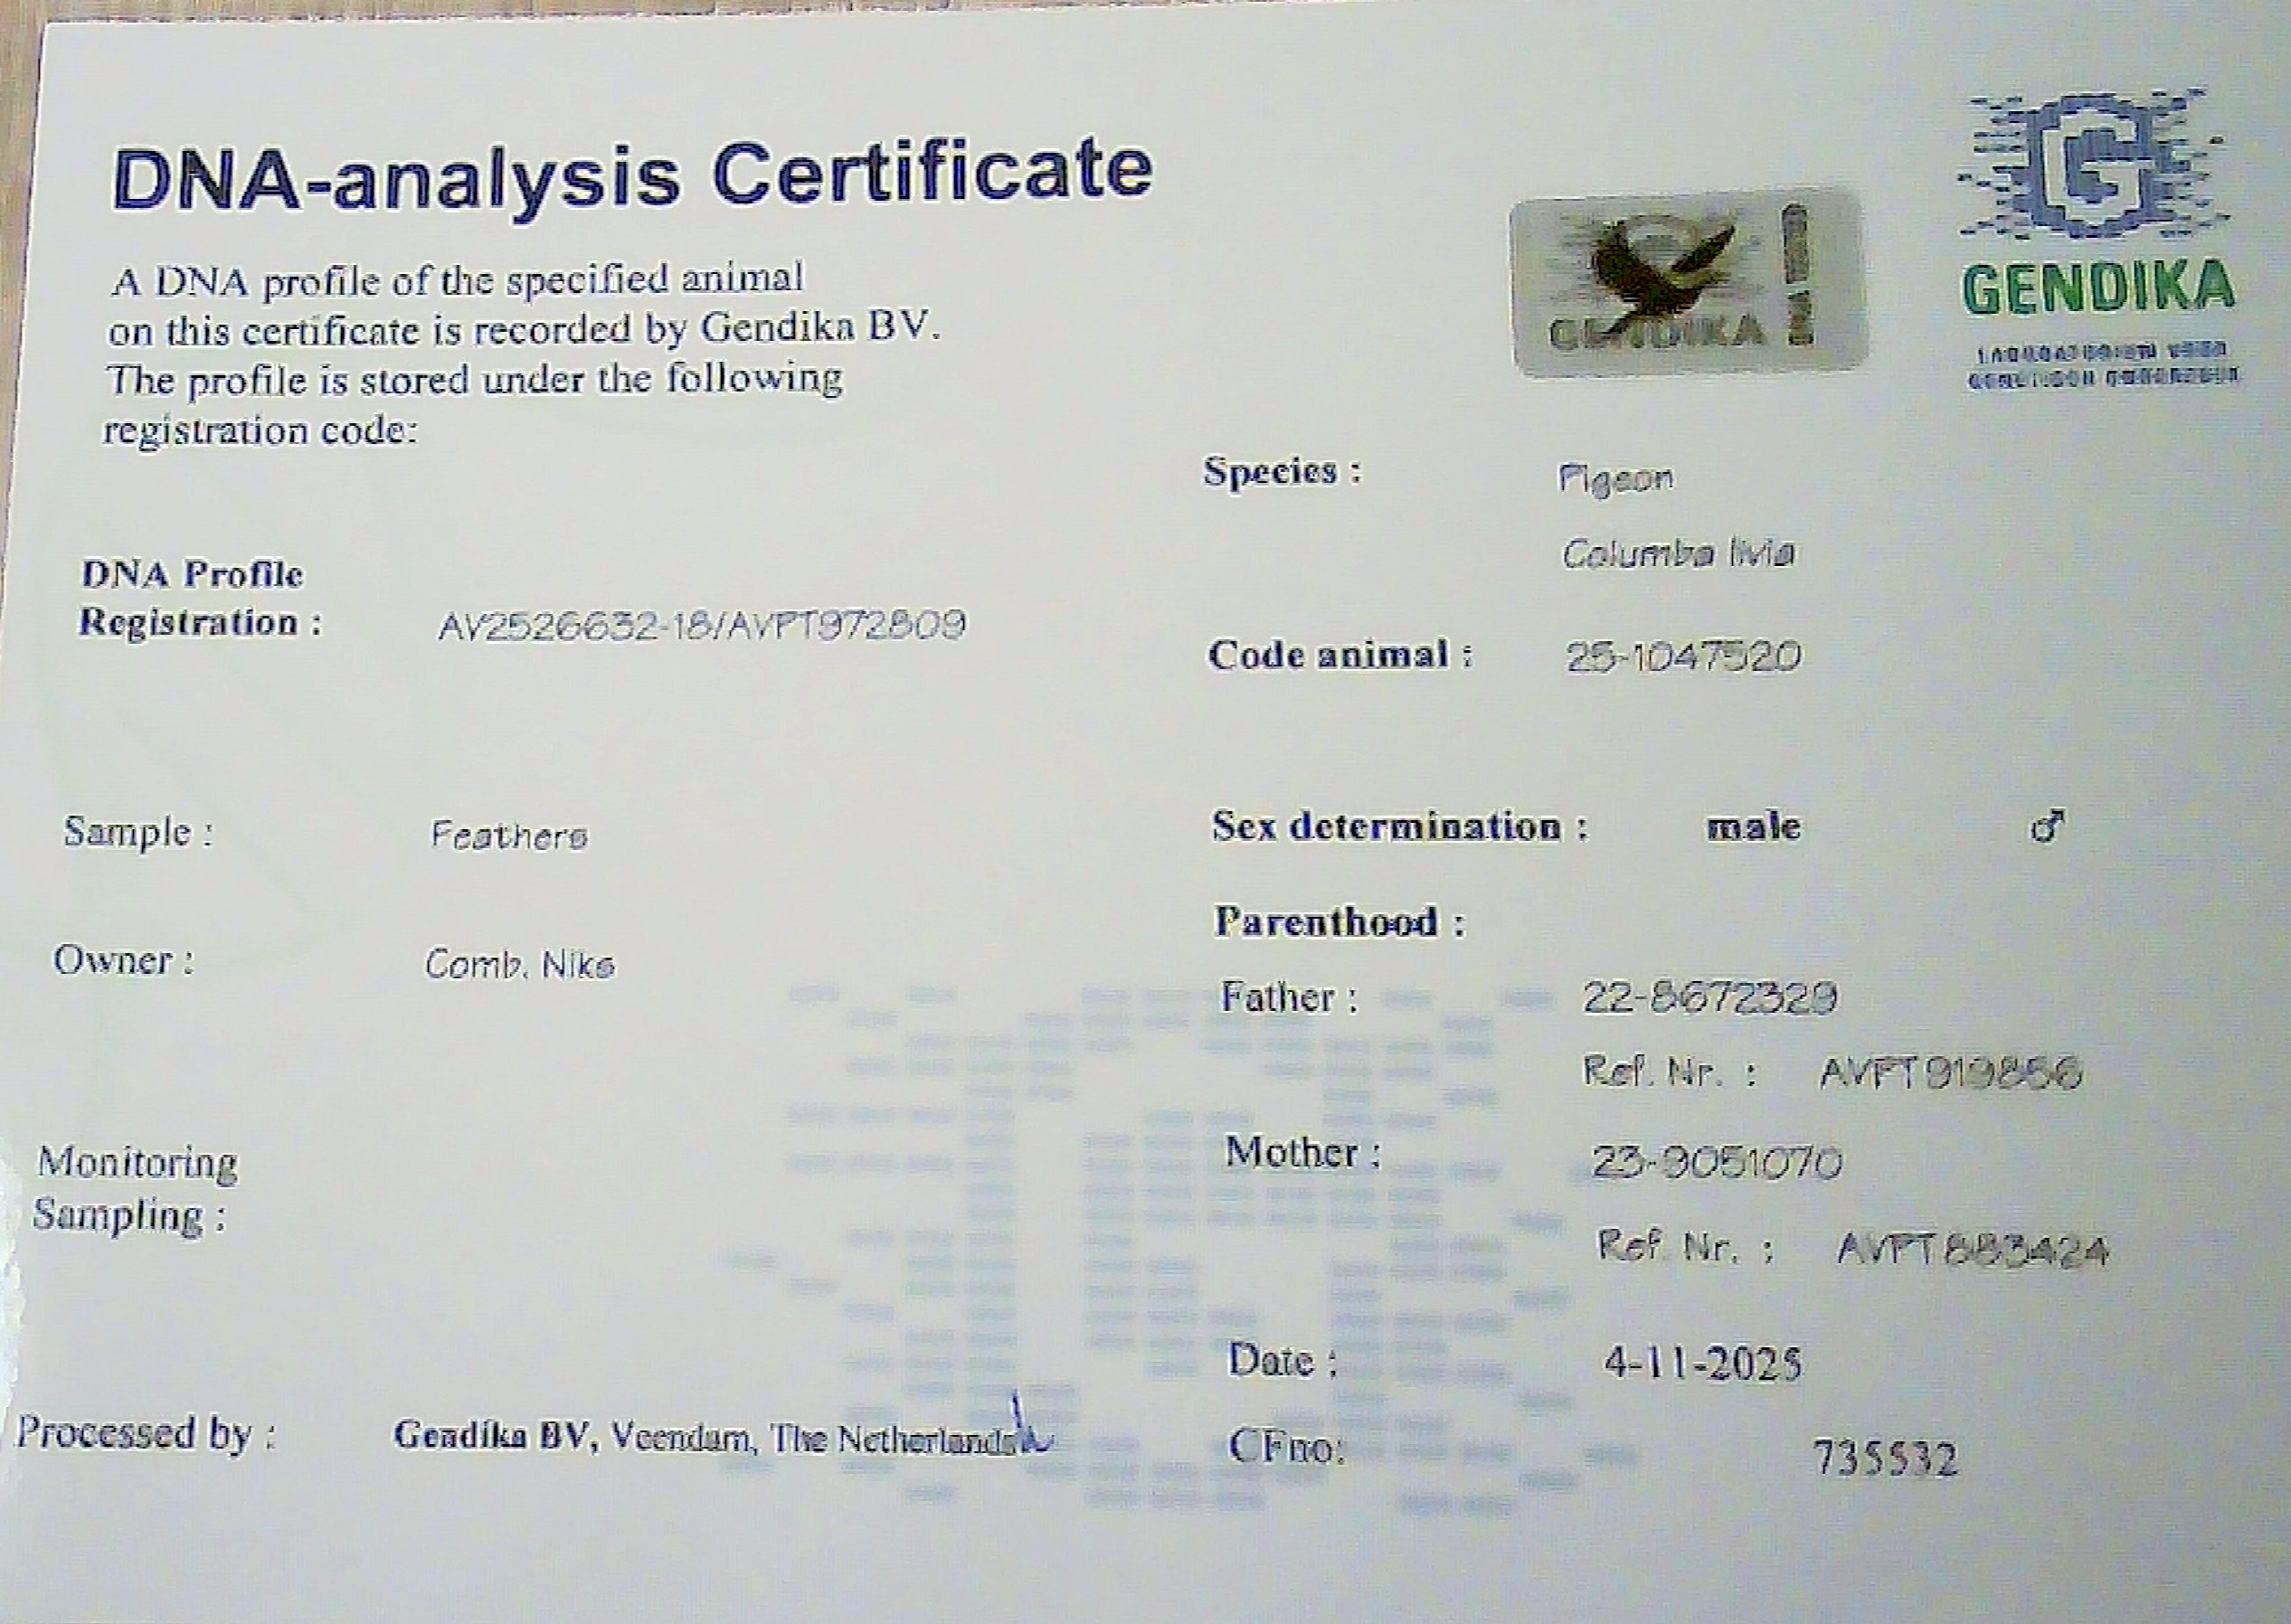 DNA-analysis Certificate
A DNA profile of the specified animal
on this certificate is recorded by Gendika BV.
The profile is stored under the following
registration code:
GENDIKA
GENDIKA
Species : Pigeon
Columba livia
DNA Profile
Registration : AV2526632-18/AVPT972809
Code animal : 25-1047520
Sample : Feathers
Sex determination : male ♂
Parenthood :
Owner : Comb. Niks
Father : 22-8672329
Ref. Nr. : AVPT919856
Mother : 23-9051070
Monitoring
Sampling :
Ref. Nr. : AVPT883424
Date : 4-11-2025
Processed by : Gendika BV, Veendam, The Netherlands
CFno: 735532